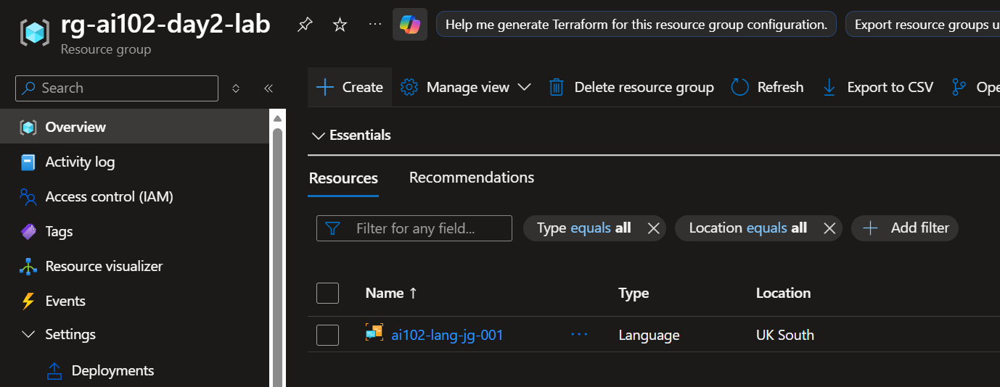 rg-ai102-day2-lab
Resource group
Help me generate Terraform for this resource group configuration.
Export resource groups u
Search
Create
Manage view
Delete resource group
Refresh
Export to CSV
Ope
Overview
Activity log
Access control (IAM)
Tags
Resource visualizer
Events
Settings
Deployments
Essentials
Resources Recommendations
Filter for any field... Type equals all Location equals all Add filter
Name ↑ Type Location
ai102-lang-jg-001 ... Language UK South